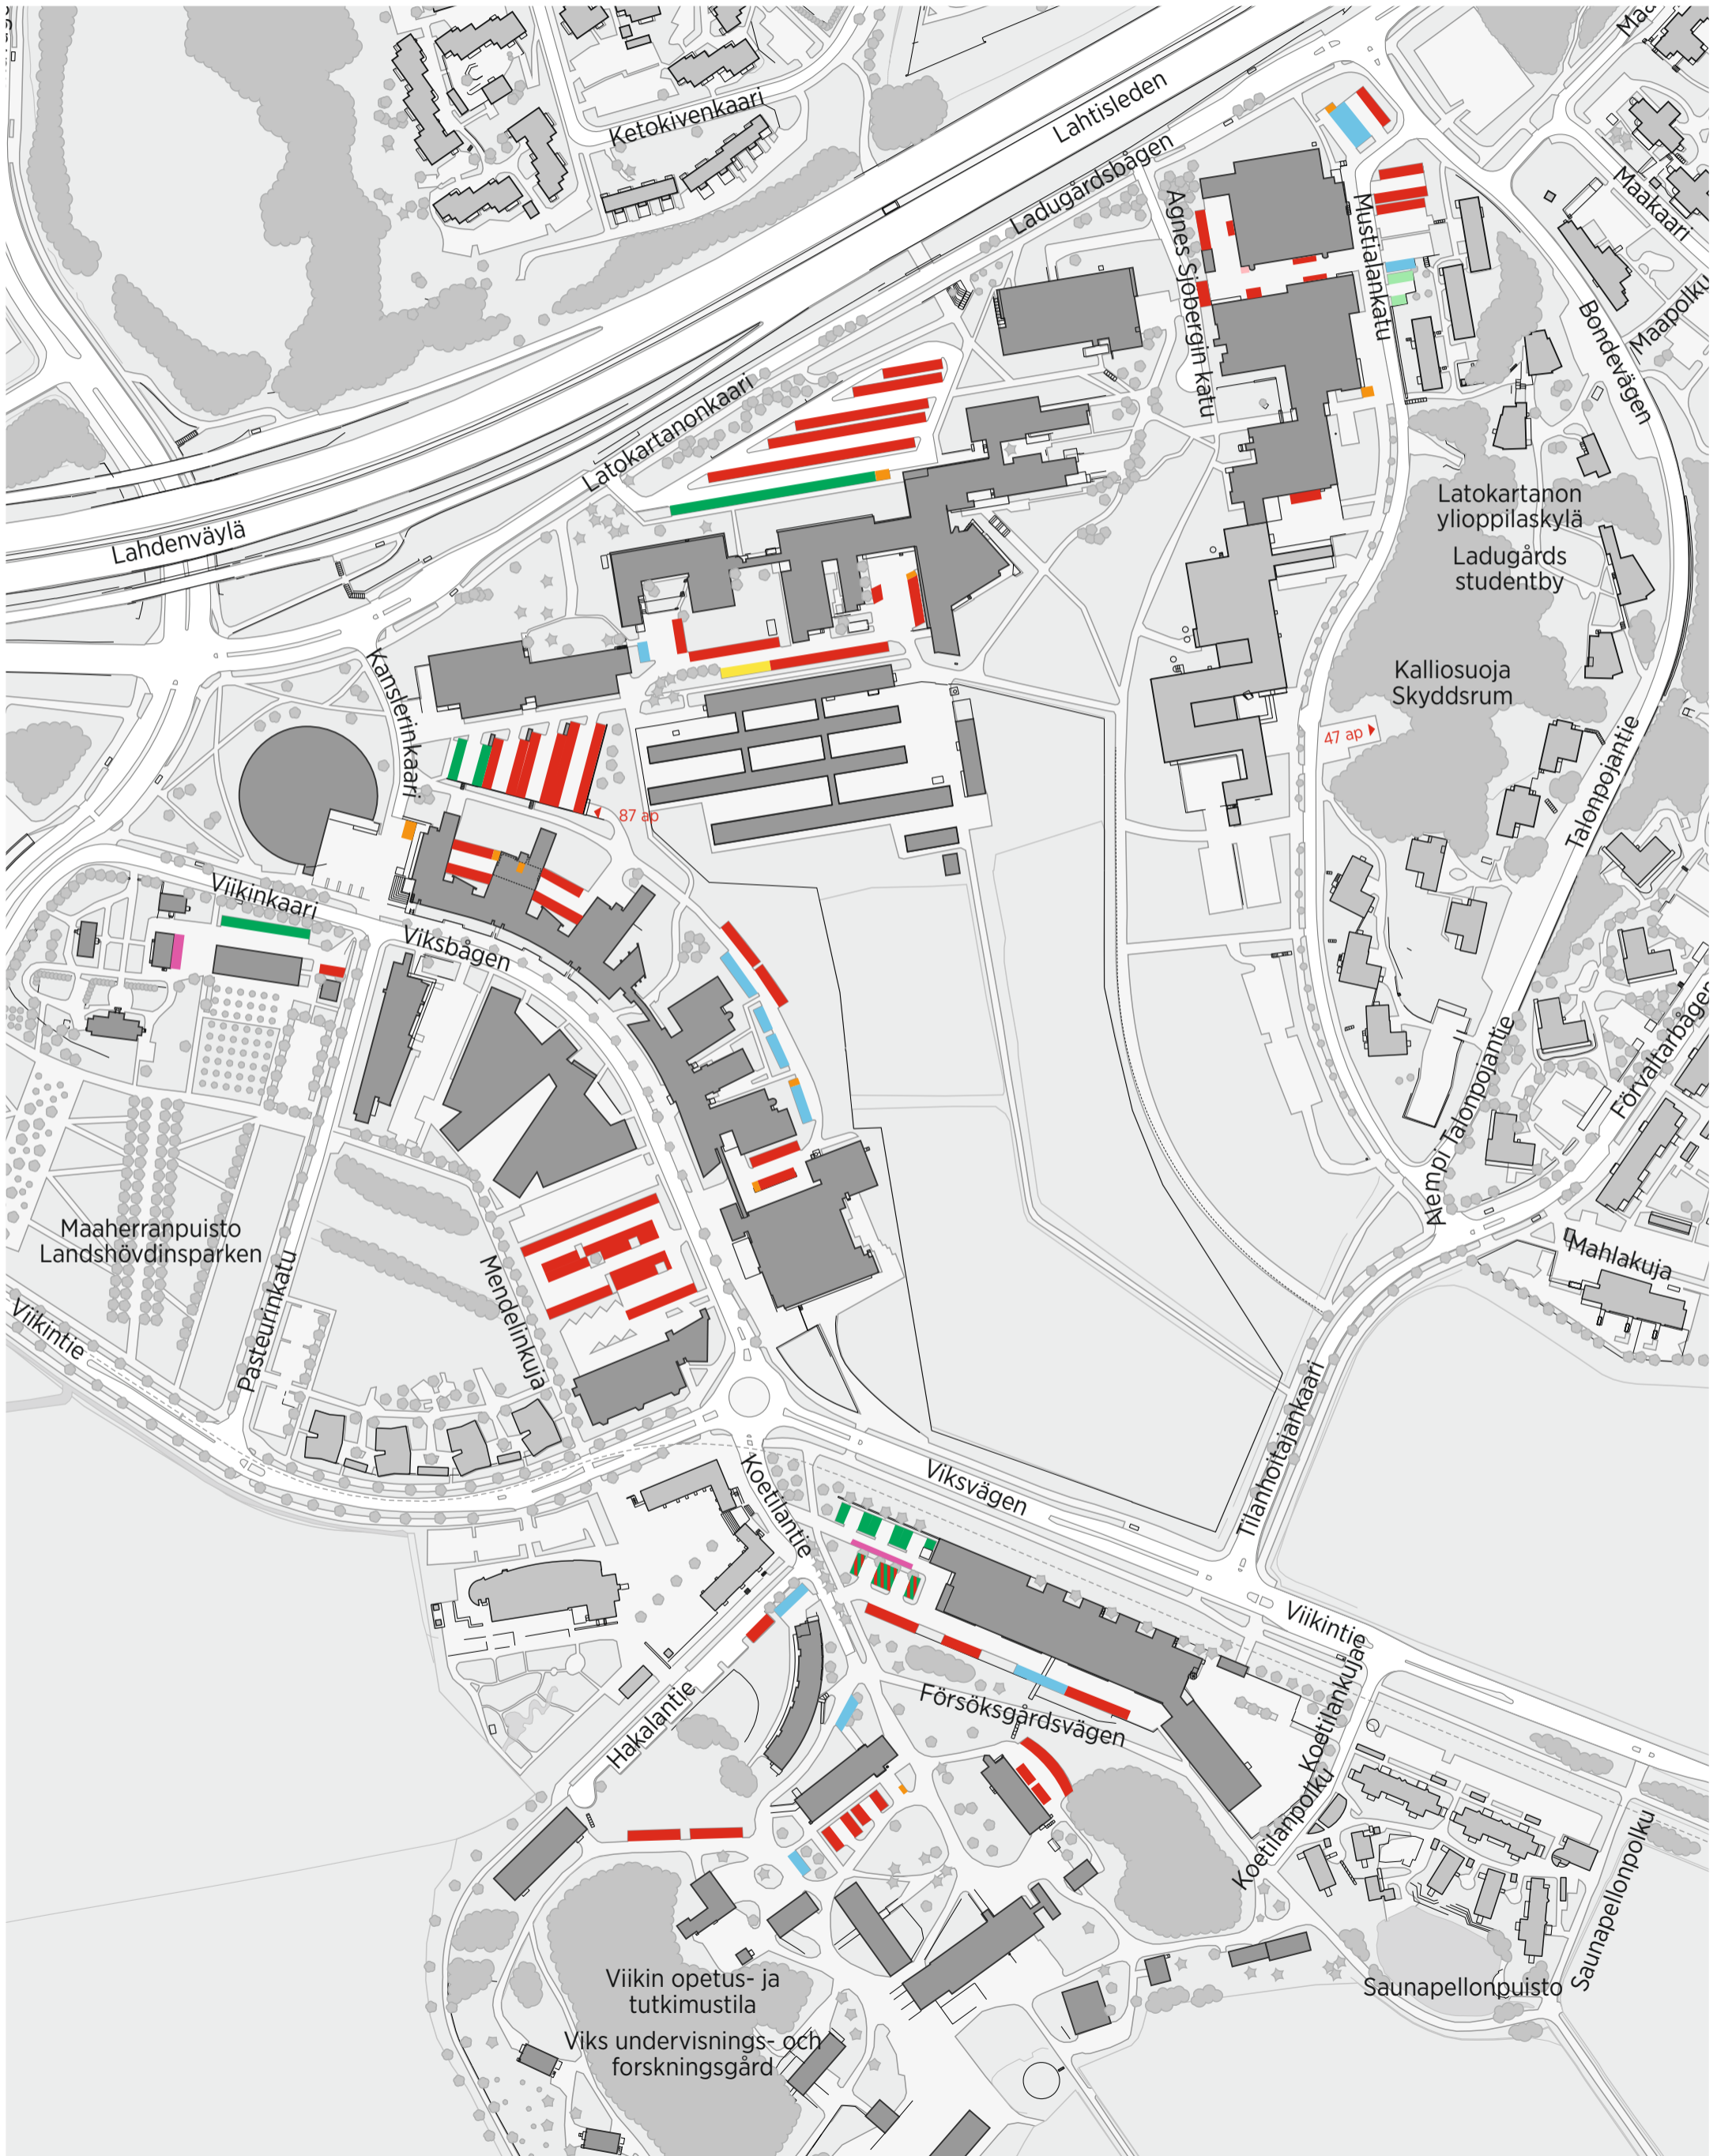 Maa
Ketokivenkaari
Lahtisleden
Ladugårdsbågen
Agnes Sjöbergin katu
Mustialankatu
Maakaari
Maapolku
Bondevägen
Latokartanonkaari
Lahdenväylä
Latokartanon
ylioppilaskylä
Ladugårds
studentby
Kalliosuoja
Skyddsrum
47 ap
Kanslerinkaari
87 ap
Talonpojantie
Viikinkaari
Viksbågen
Alempi Talonpojantie
Förvaltarbågen
Maaherranpuisto
Landshövdinsparken
Pasteurinkatu
Mendelinkuja
Mahlakuja
Viikintie
Tilanhoitajankaari
Koetilantie
Viksvägen
Viikintie
Hakalantie
Försöksgårdsvägen
Koetilankuja
Koetilanpolku
Saunapellonpolku
Saunapellonpuisto
Viikin opetus- ja
tutkimustila
Viks undervisnings- och
forskningsgård